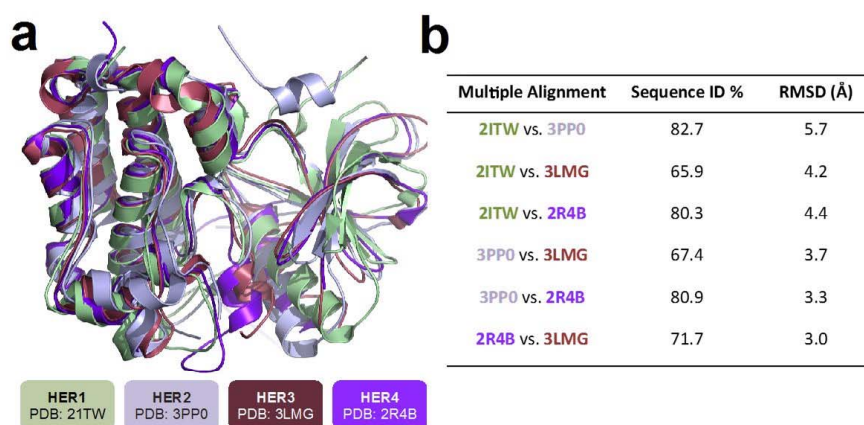 a
b
Multiple Alignment Sequence ID % RMSD (Å)
2ITW vs. 3PP0 82.7 5.7
2ITW vs. 3LMG 65.9 4.2
2ITW vs. 2R4B 80.3 4.4
3PP0 vs. 3LMG 67.4 3.7
3PP0 vs. 2R4B 80.9 3.3
2R4B vs. 3LMG 71.7 3.0
HER1 HER2 HER3 HER4
PDB: 21TW PDB: 3PP0 PDB: 3LMG PDB: 2R4B